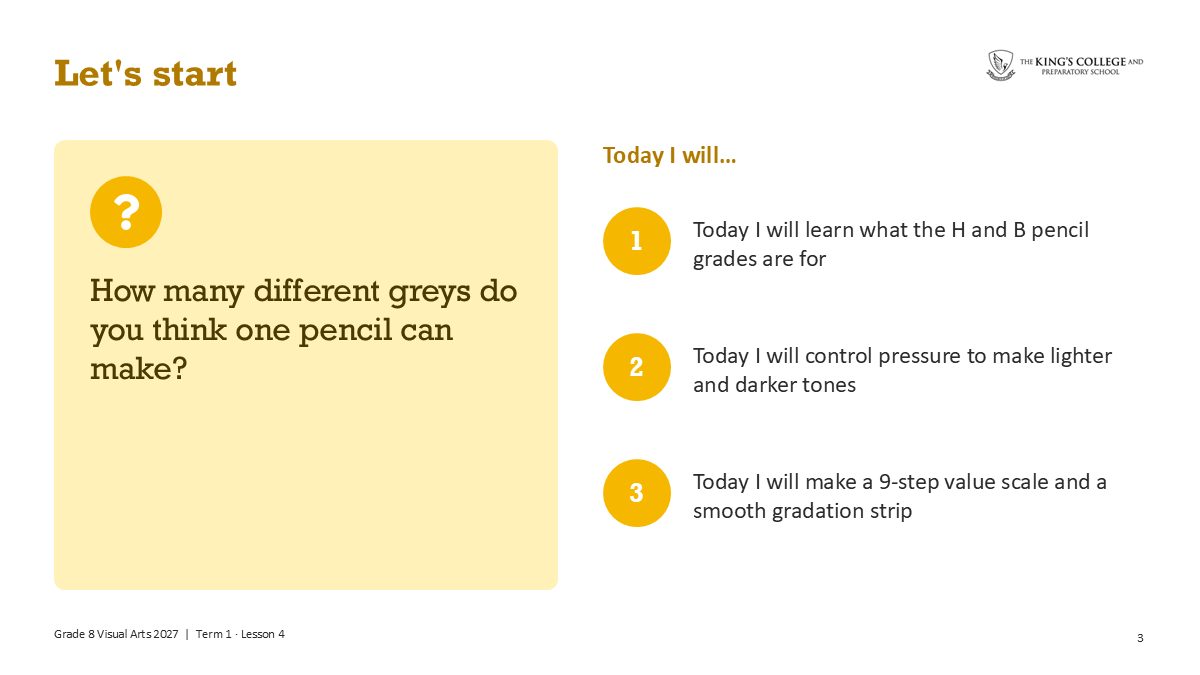 Let's start
THE KING'S COLLEGE AND
PREPARATORY SCHOOL
?
How many different greys do
you think one pencil can
make?
Today I will...
1
Today I will learn what the H and B pencil
grades are for
2
Today I will control pressure to make lighter
and darker tones
3
Today I will make a 9-step value scale and a
smooth gradation strip
Grade 8 Visual Arts 2027 | Term 1 · Lesson 4
3